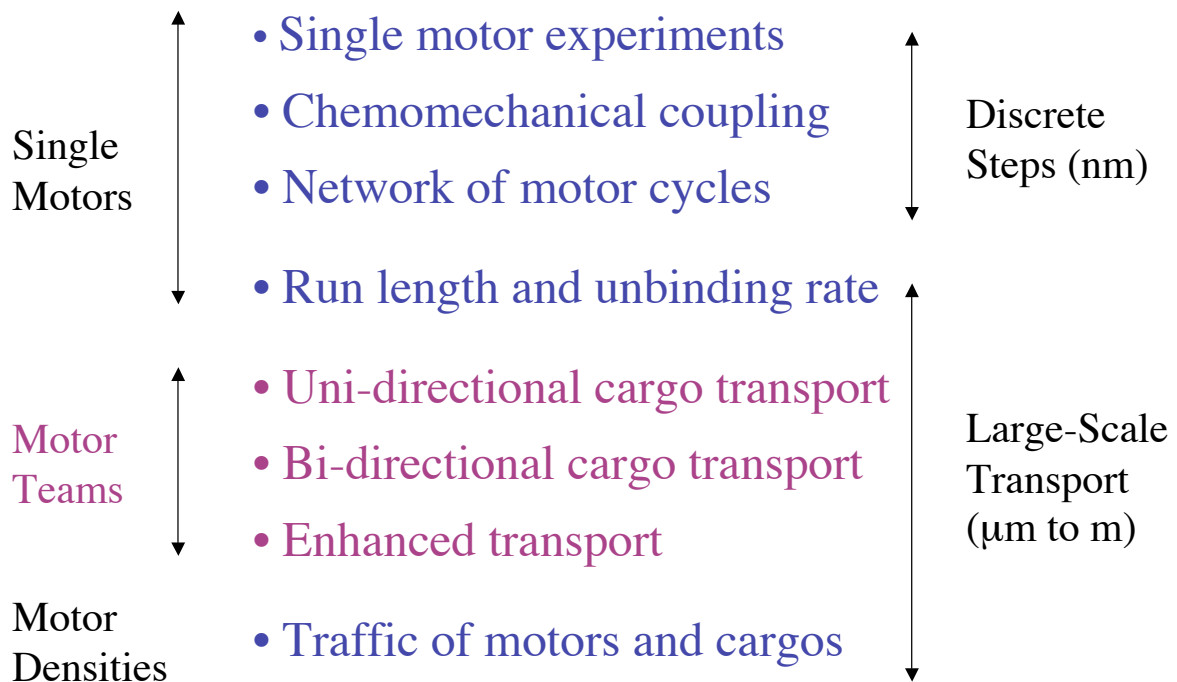 Single
Motors
• Single motor experiments
• Chemomechanical coupling
• Network of motor cycles
• Run length and unbinding rate
Discrete
Steps (nm)
Motor
Teams
• Uni-directional cargo transport
• Bi-directional cargo transport
• Enhanced transport
Large-Scale
Transport
(μm to m)
Motor
Densities
• Traffic of motors and cargos